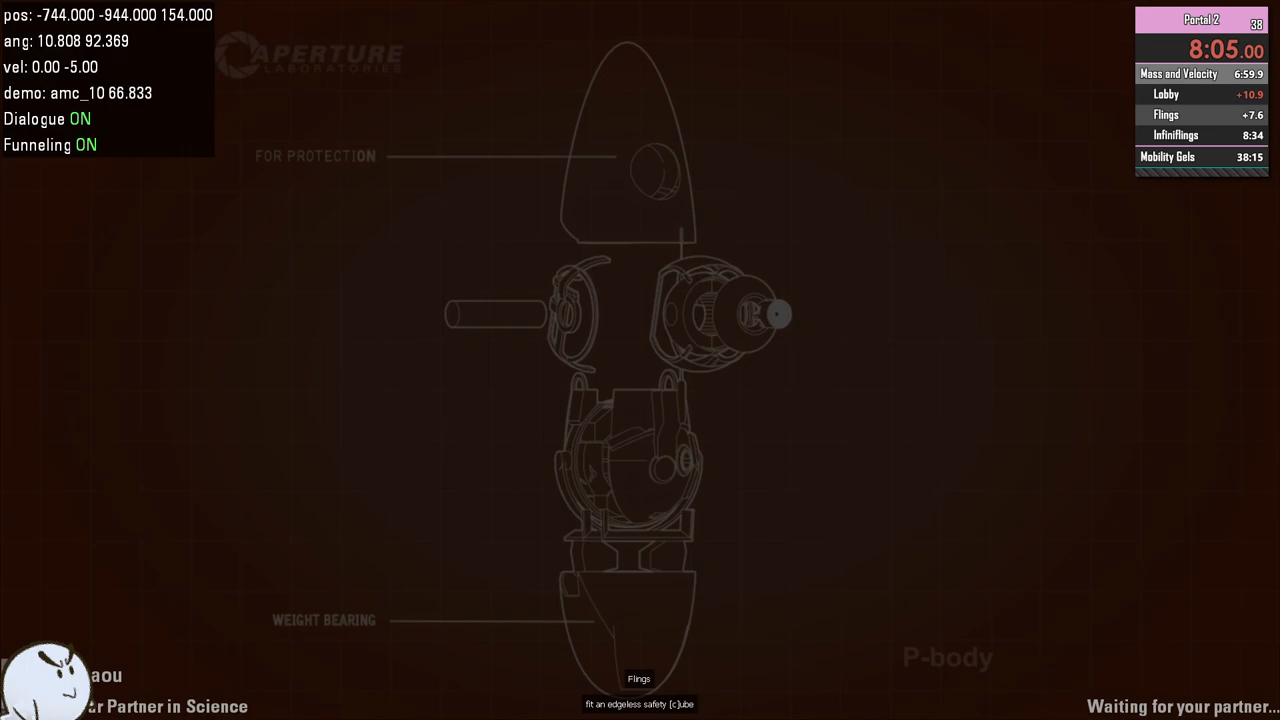 pos: -744.000 -944.000 154.000
ang: 10.808 92.369
vel: 0.00 -5.00
demo: amc_10 66.833
Dialogue ON
Funneling ON
APERTURE
LABORATORIES
Portal 2
38
8:05.00
Mass and Velocity 6:59.9
Lobby +10.9
Flings +7.6
Infiniflings 8:34
Mobility Gels 38:15
FOR PROTECTION
WEIGHT BEARING
P-body
aou
ur Partner in Science
Flings
fit an edgeless safety [c]ube
Waiting for your partner...